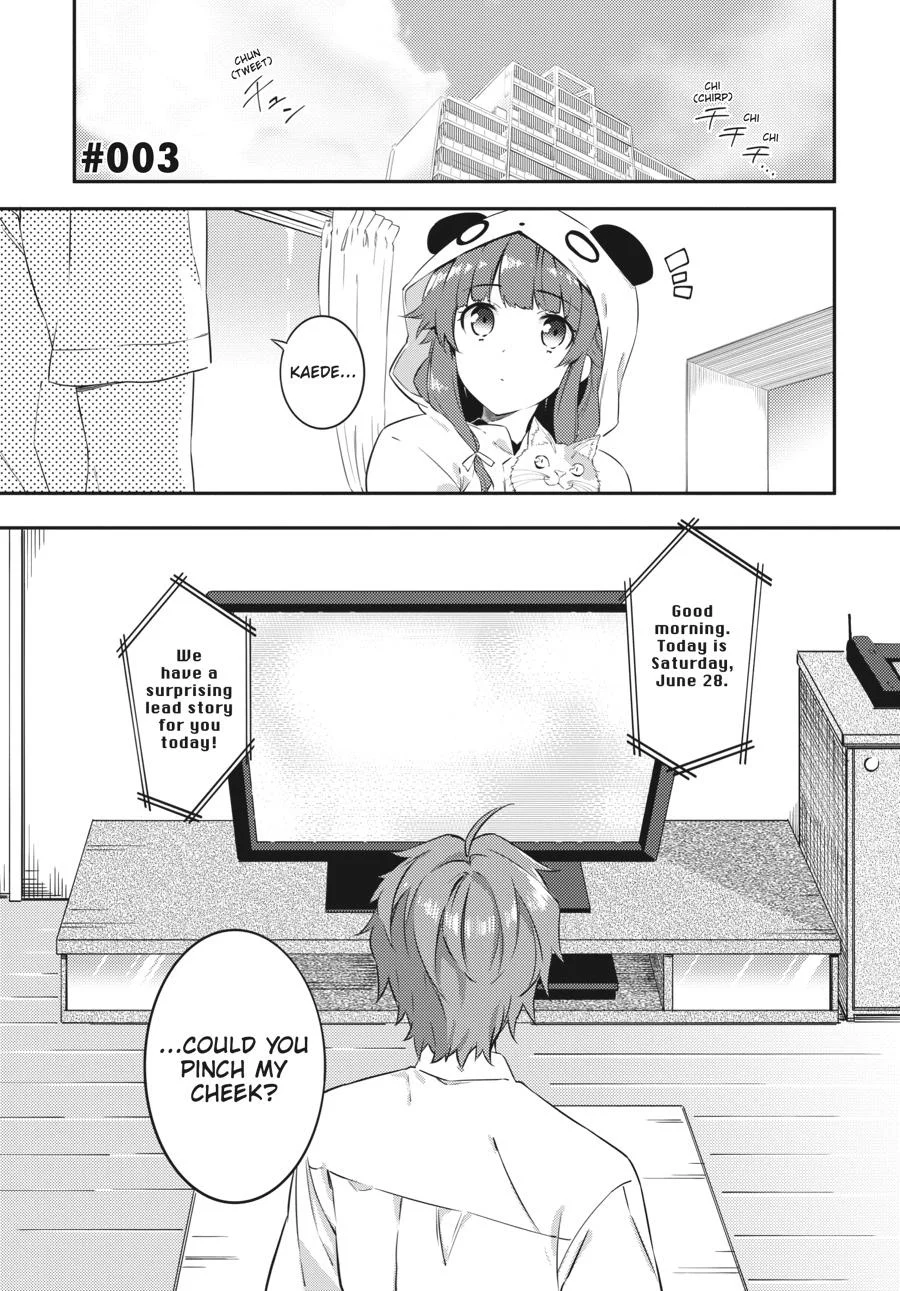 CHI
(CHIRP)
チ
CHI
チ
CHI
チ...
CHUN
(TWEET)
チュン
#003
KAEDE...
Good
morning.
Today is
Saturday,
June 28.
We
have a
surprising
lead story
for you
today!
...COULD YOU
PINCH MY
CHEEK?